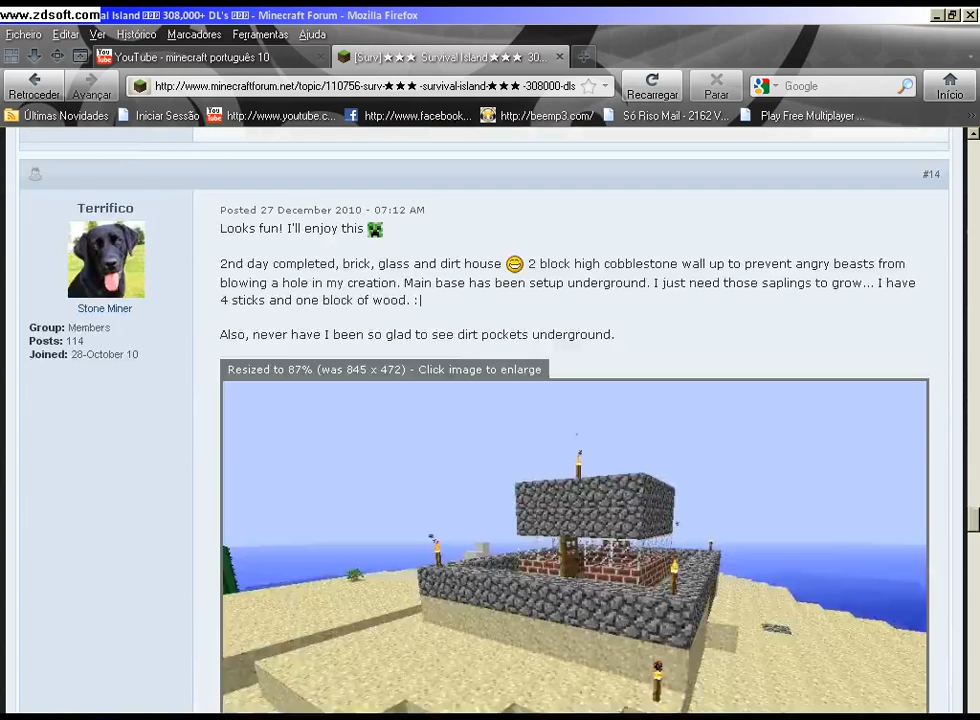 www.zdsoft.com al Island ▯▯▯ 308,000+ DL's ▯▯▯ - Minecraft Forum - Mozilla Firefox
Ficheiro Editar Ver Histórico Marcadores Ferramentas Ajuda
YouTube - minecraft português 10 [Surv]★★★ Survival Island★★★ 30...
Retroceder Avançar http://www.minecraftforum.net/topic/110756-surv-★★★-survival-island-★★★-308000-dls Recarregar Parar Google Início
Últimas Novidades Iniciar Sessão http://www.youtube.c... http://www.facebook... http://beemp3.com/ Só Riso Mail - 2162 V... Play Free Multiplayer ...
#14
Terrifico
Stone Miner
Group: Members
Posts: 114
Joined: 28-October 10
Posted 27 December 2010 - 07:12 AM
Looks fun! I'll enjoy this
2nd day completed, brick, glass and dirt house 2 block high cobblestone wall up to prevent angry beasts from
blowing a hole in my creation. Main base has been setup underground. I just need those saplings to grow... I have
4 sticks and one block of wood. :|
Also, never have I been so glad to see dirt pockets underground.
Resized to 87% (was 845 x 472) - Click image to enlarge